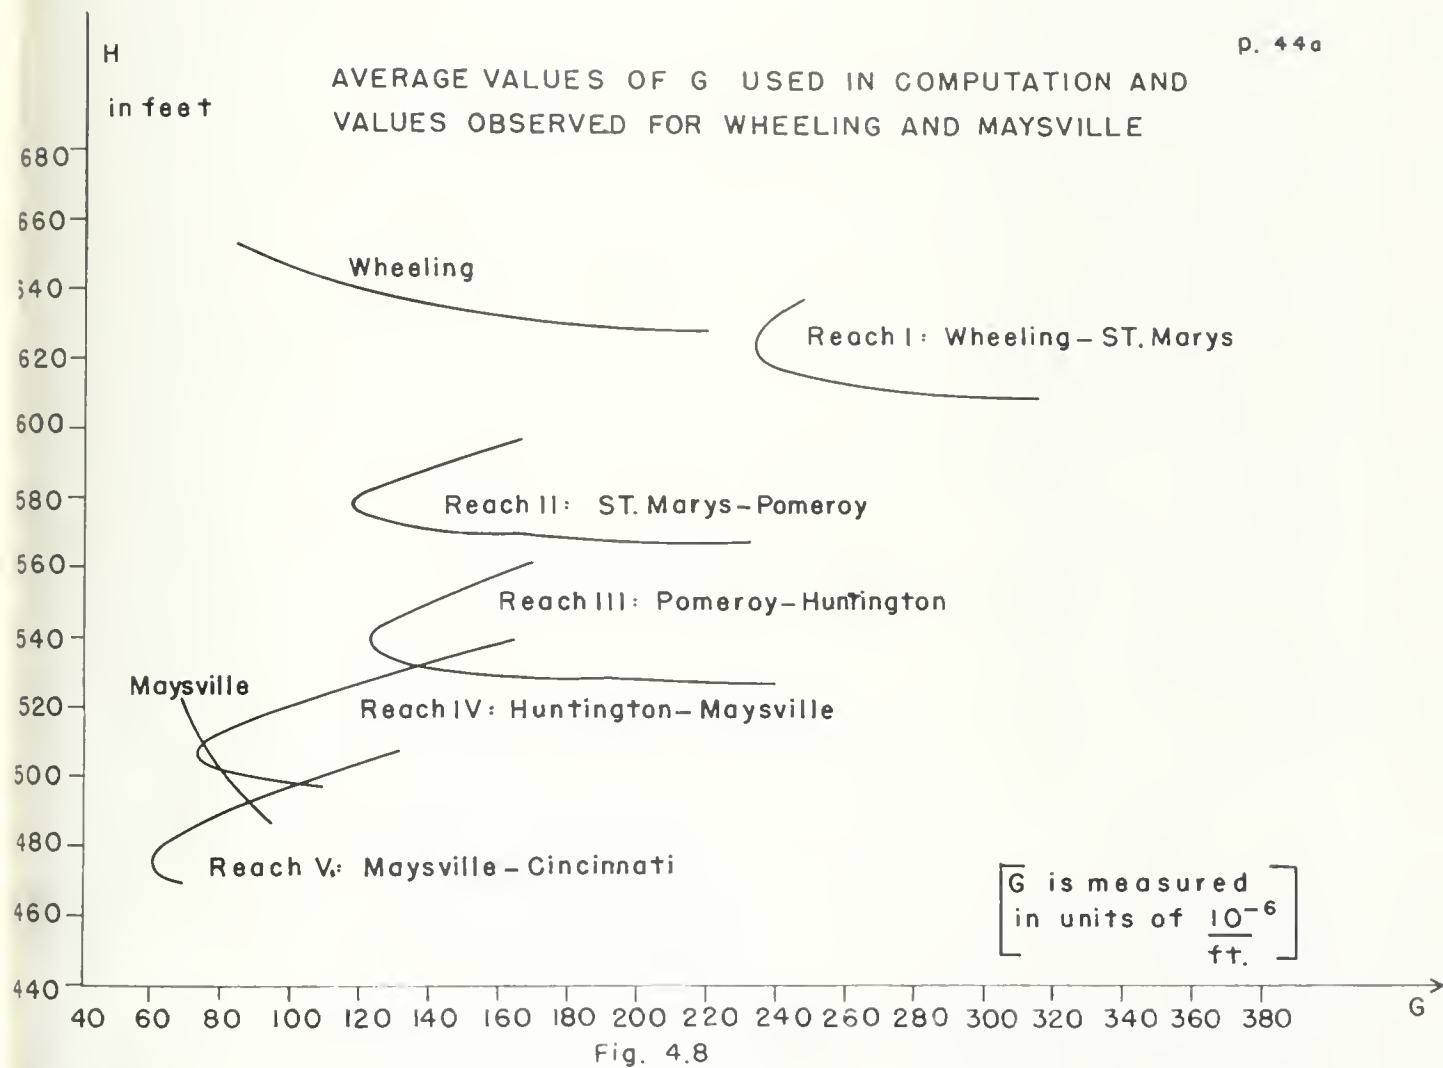 p. 44a
H
in feet
AVERAGE VALUES OF G USED IN COMPUTATION AND
VALUES OBSERVED FOR WHEELING AND MAYSVILLE
680
660
640
620
600
580
560
540
520
500
480
460
440
Wheeling
Reach I: Wheeling – ST. Marys
Reach II: ST. Marys – Pomeroy
Reach III: Pomeroy – Huntington
Maysville
Reach IV: Huntington – Maysville
Reach V.: Maysville – Cincinnati
G is measured
in units of 10⁻⁶
ft.
40 60 80 100 120 140 160 180 200 220 240 260 280 300 320 340 360 380
G
Fig. 4.8